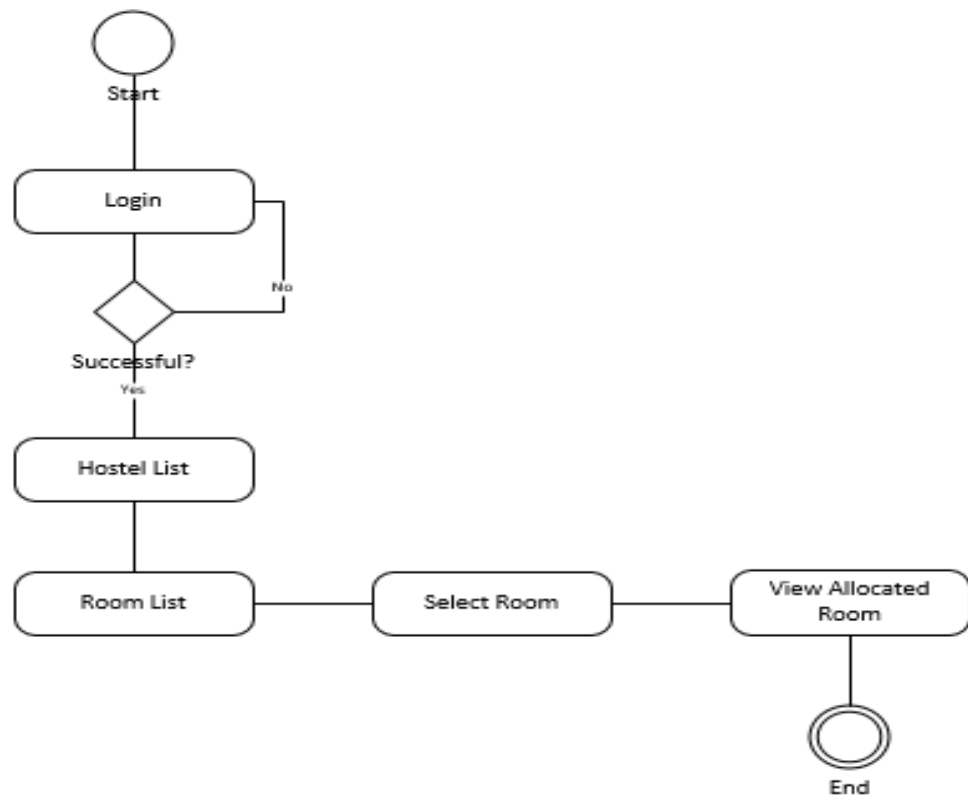 Start
Login
No
Successful?
Yes
Hostel List
Room List
Select Room
View Allocated
Room
End